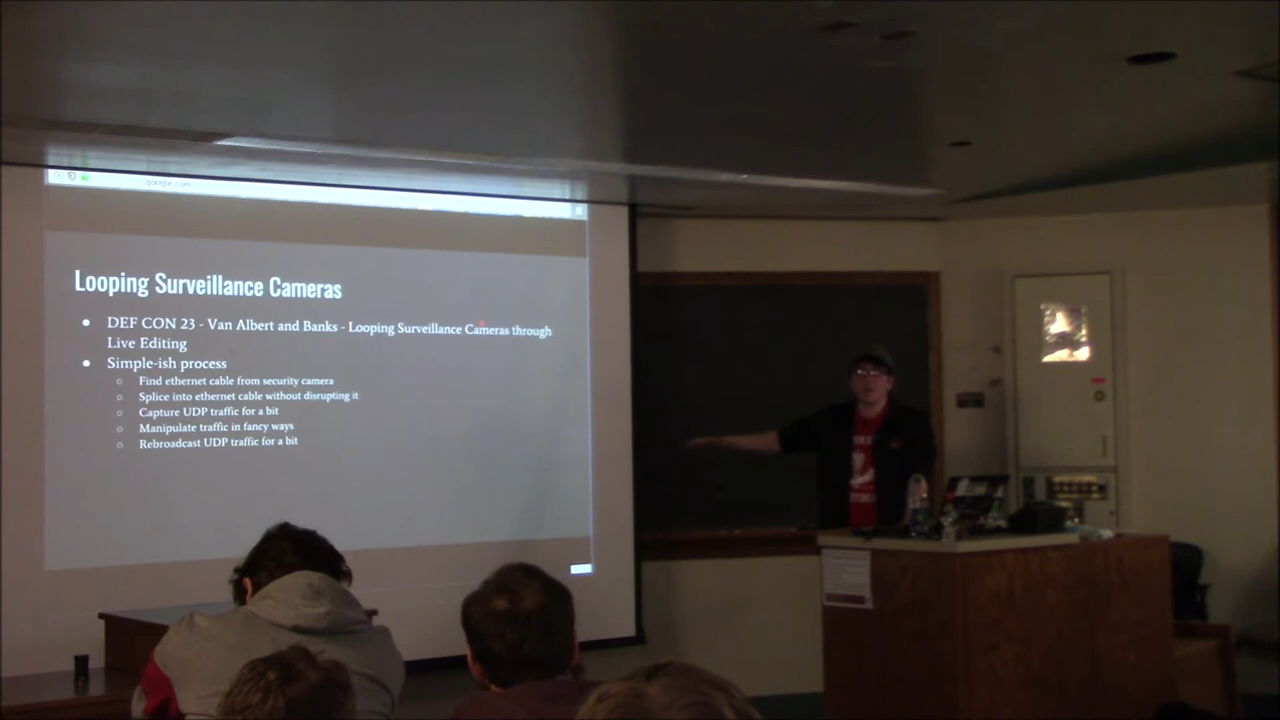 google.com
Looping Surveillance Cameras
● DEF CON 23 - Van Albert and Banks - Looping Surveillance Cameras through
Live Editing
● Simple-ish process
○ Find ethernet cable from security camera
○ Splice into ethernet cable without disrupting it
○ Capture UDP traffic for a bit
○ Manipulate traffic in fancy ways
○ Rebroadcast UDP traffic for a bit